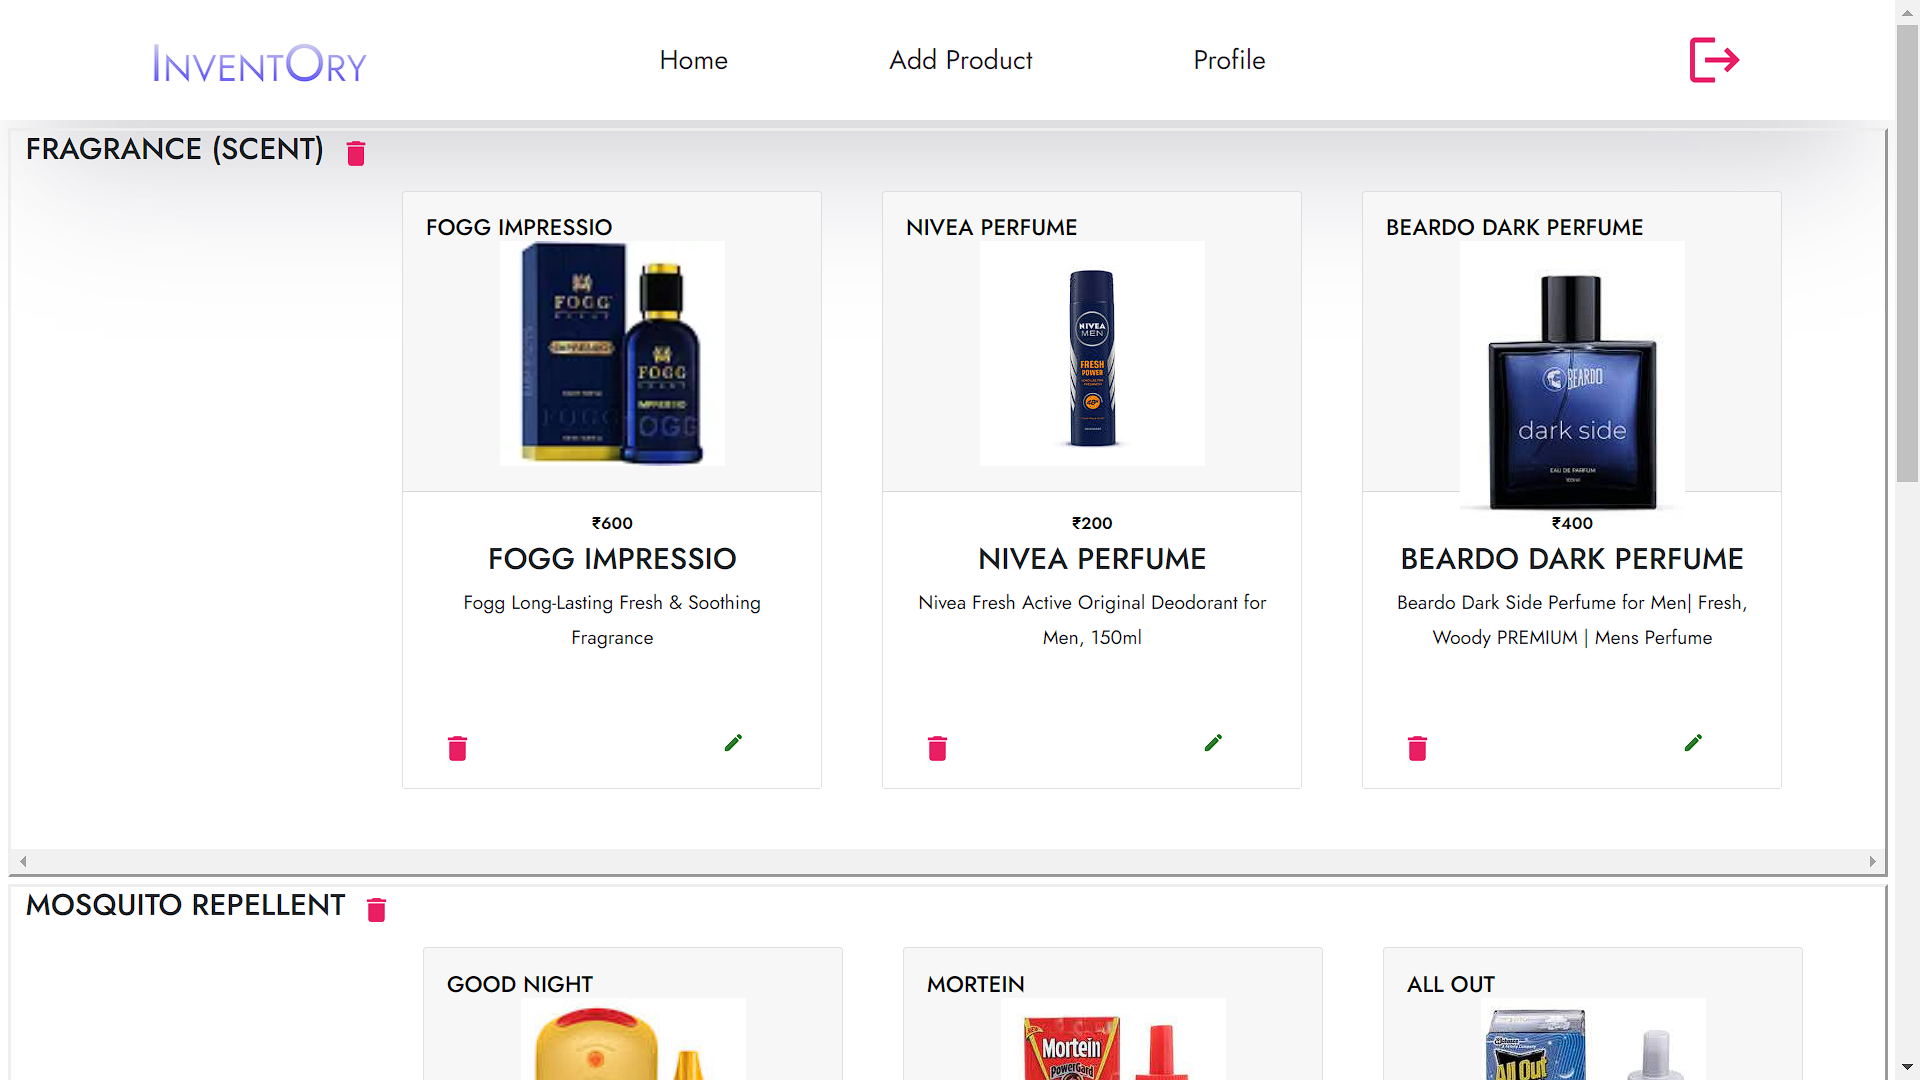 InventOry
Home
Add Product
Profile
FRAGRANCE (SCENT)
FOGG IMPRESSIO
NIVEA PERFUME
BEARDO DARK PERFUME
FOGG
FOGG
NIVEA
MEN
FRESH
POWER
BEARDO
dark side
EAU DE PARFUM
₹600
₹200
₹400
FOGG IMPRESSIO
NIVEA PERFUME
BEARDO DARK PERFUME
Fogg Long-Lasting Fresh & Soothing
Fragrance
Nivea Fresh Active Original Deodorant for
Men, 150ml
Beardo Dark Side Perfume for Men| Fresh,
Woody PREMIUM | Mens Perfume
MOSQUITO REPELLENT
GOOD NIGHT
MORTEIN
ALL OUT
Mortein
PowerGard
All Out